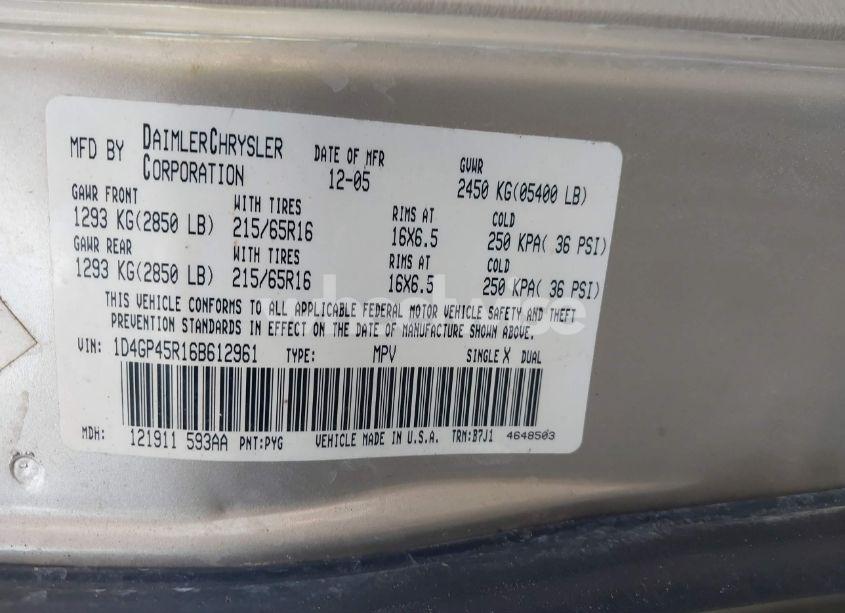 MFD BY DAIMLERCHRYSLER CORPORATION DATE OF MFR 12-05 GVWR 2450 KG(05400 LB)
GAWR FRONT WITH TIRES RIMS AT COLD
1293 KG(2850 LB) 215/65R16 16X6.5 250 KPA( 36 PSI)
GAWR REAR WITH TIRES RIMS AT COLD
1293 KG(2850 LB) 215/65R16 16X6.5 250 KPA( 36 PSI)
THIS VEHICLE CONFORMS TO ALL APPLICABLE FEDERAL MOTOR VEHICLE SAFETY AND THEFT
PREVENTION STANDARDS IN EFFECT ON THE DATE OF MANUFACTURE SHOWN ABOVE.
VIN: 1D4GP45R16B612961 TYPE: MPV SINGLE X DUAL
MDH: 121911 593AA PNT:PYG VEHICLE MADE IN U.S.A. TRM:B7J1 4648503